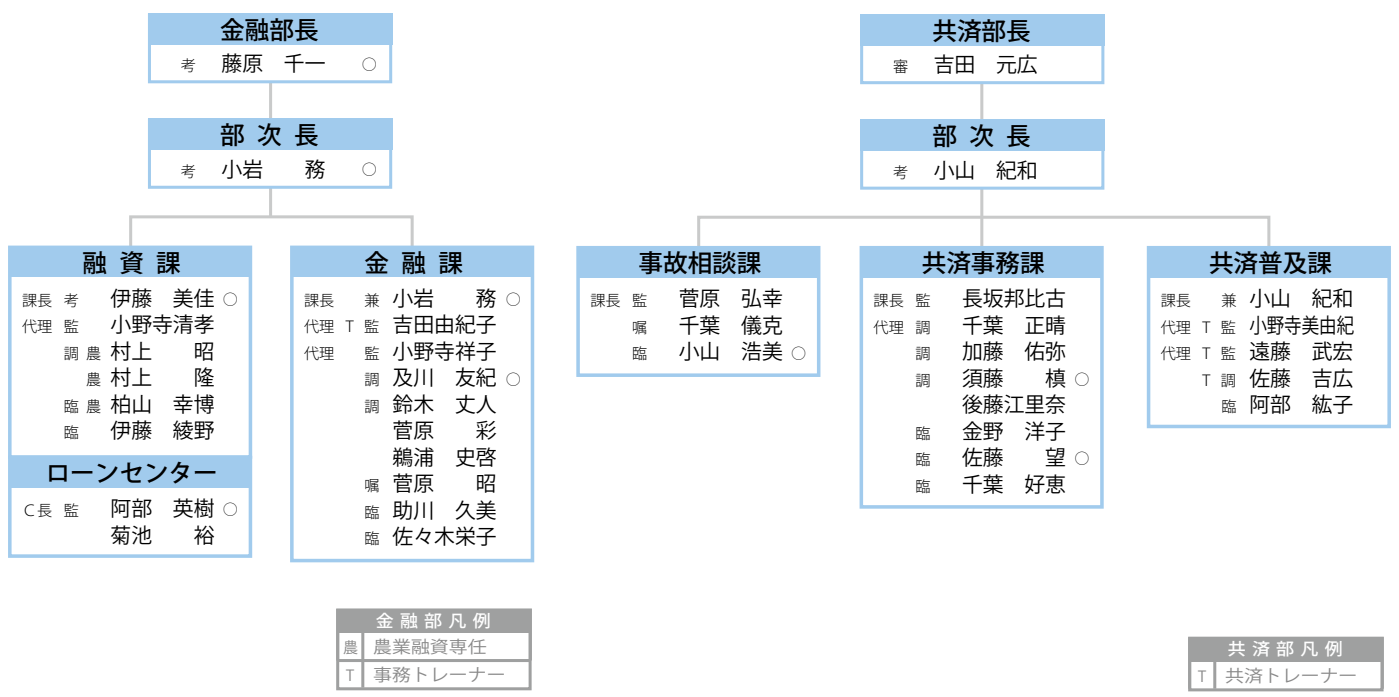 金融部長
考 藤原 千一 ○
部次長
考 小岩 務 ○
融資課
課長 考 伊藤 美佳 ○
代理 監 小野寺清孝
調 農 村上 昭
農 村上 隆
臨 農 柏山 幸博
臨 伊藤 綾野
ローンセンター
C長 監 阿部 英樹 ○
菊池 裕
金融課
課長 兼 小岩 務 ○
代理 T 監 吉田由紀子
代理 監 小野寺祥子
調 及川 友紀 ○
調 鈴木 丈人
菅原 彩
鵜浦 史啓
嘱 菅原 昭
臨 助川 久美
臨 佐々木栄子
金融部凡例
農 農業融資専任
T 事務トレーナー
共済部長
審 吉田 元広
部次長
考 小山 紀和
事故相談課
課長 監 菅原 弘幸
嘱 千葉 儀克
臨 小山 浩美 ○
共済事務課
課長 監 長坂邦比古
代理 調 千葉 正晴
調 加藤 佑弥
調 須藤 槙 ○
後藤江里奈
臨 金野 洋子
臨 佐藤 望 ○
臨 千葉 好恵
共済普及課
課長 兼 小山 紀和
代理 T 監 小野寺美由紀
代理 T 監 遠藤 武宏
T 調 佐藤 吉広
臨 阿部 紘子
共済部凡例
T 共済トレーナー